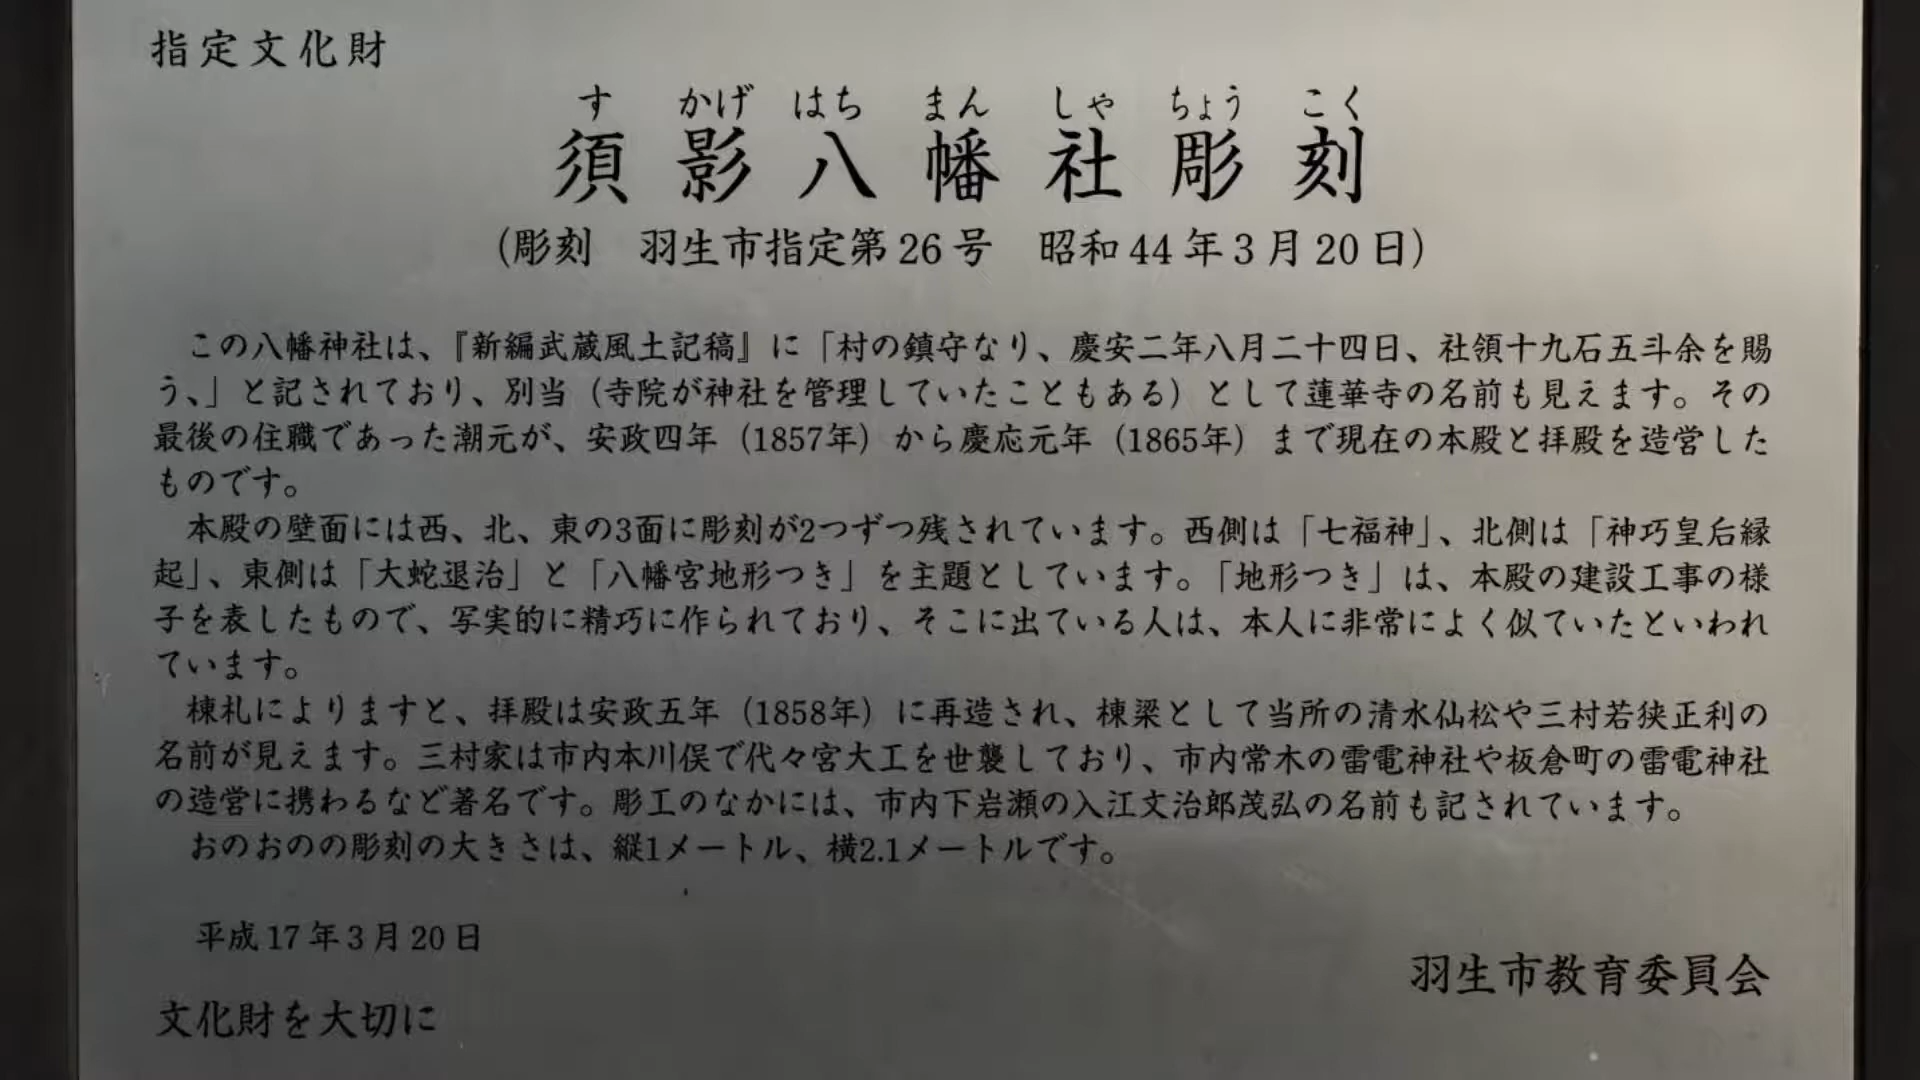 指定文化財
す かげ はち まん しゃ ちょう こく
須影八幡社彫刻
(彫刻　羽生市指定第26号　昭和44年3月20日)
この八幡神社は、『新編武蔵風土記稿』に「村の鎮守なり、慶安二年八月二十四日、社領十九石五斗余を賜
う、」と記されており、別当（寺院が神社を管理していたこともある）として蓮華寺の名前も見えます。その
最後の住職であった潮元が、安政四年（1857年）から慶応元年（1865年）まで現在の本殿と拝殿を造営した
ものです。
本殿の壁面には西、北、東の3面に彫刻が2つずつ残されています。西側は「七福神」、北側は「神巧皇后縁
起」、東側は「大蛇退治」と「八幡宮地形つき」を主題としています。「地形つき」は、本殿の建設工事の様
子を表したもので、写実的に精巧に作られており、そこに出ている人は、本人に非常によく似ていたといわれ
ています。
棟札によりますと、拝殿は安政五年（1858年）に再造され、棟梁として当所の清水仙松や三村若狭正利の
名前が見えます。三村家は市内本川俣で代々宮大工を世襲しており、市内常木の雷電神社や板倉町の雷電神社
の造営に携わるなど著名です。彫工のなかには、市内下岩瀬の入江文治郎茂弘の名前も記されています。
おのおのの彫刻の大きさは、縦1メートル、横2.1メートルです。
平成17年3月20日
羽生市教育委員会
文化財を大切に